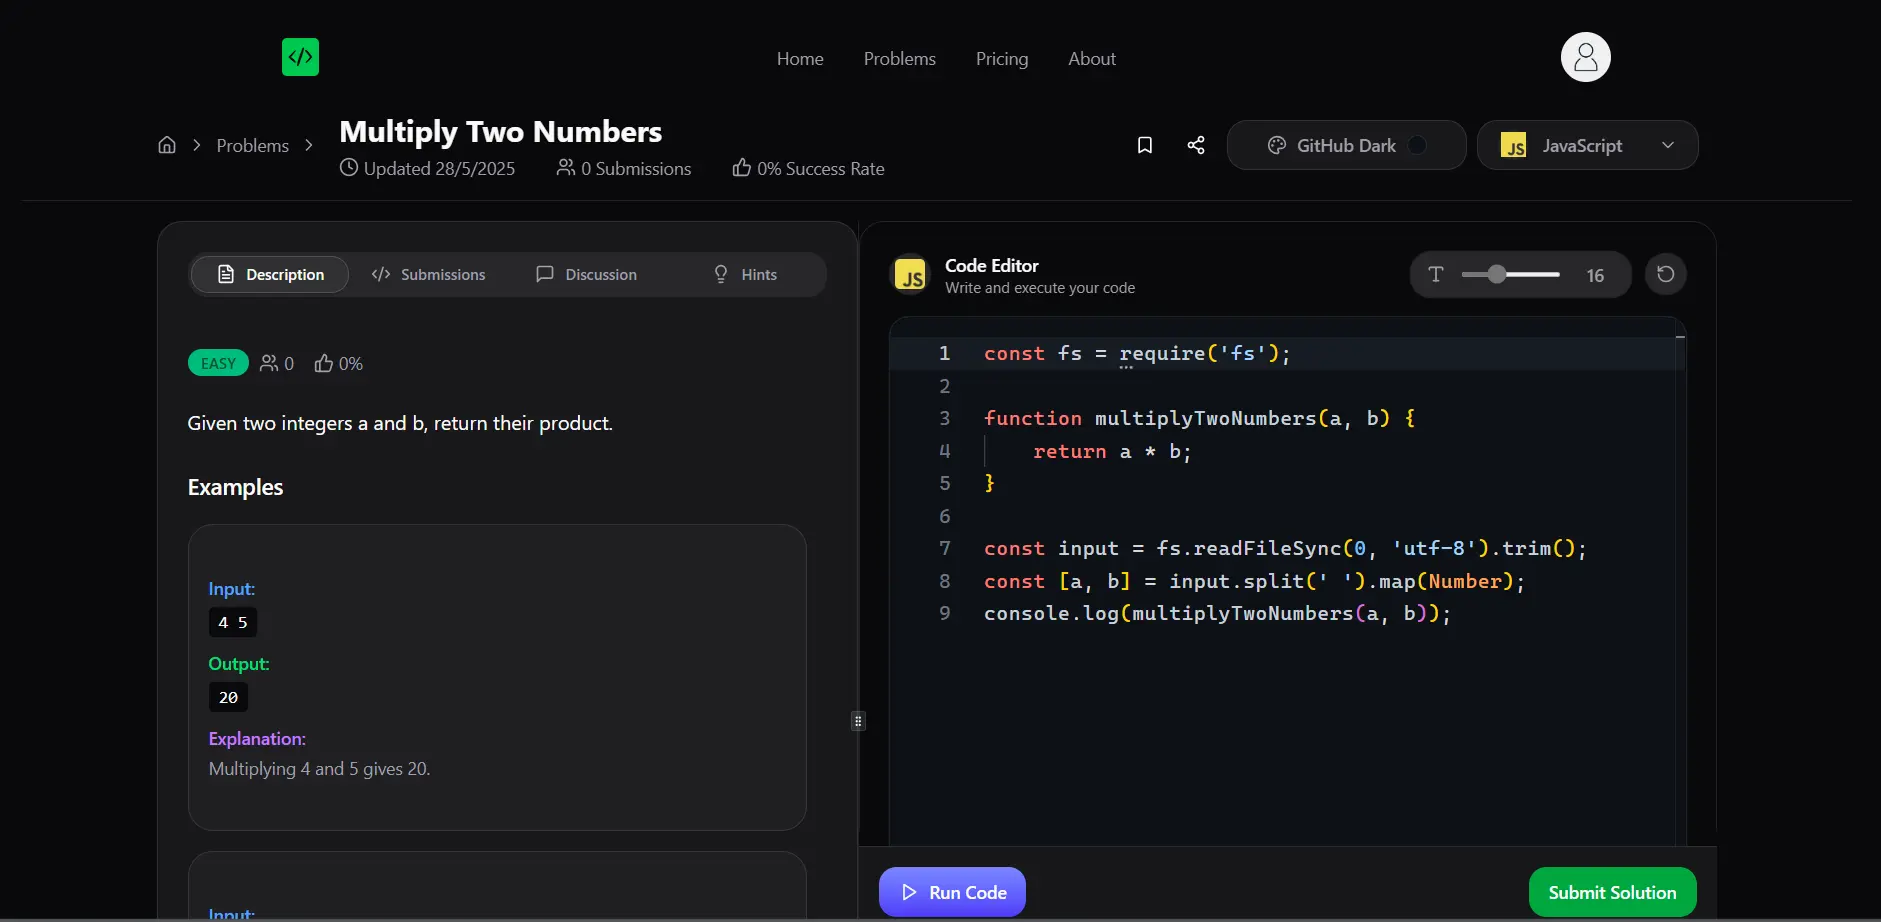 </>
Home Problems Pricing About
Problems
Multiply Two Numbers
Updated 28/5/2025 0 Submissions 0% Success Rate
GitHub Dark
JS JavaScript
Description </> Submissions Discussion Hints
EASY 0 0%
Given two integers a and b, return their product.
Examples
Input:
4 5
Output:
20
Explanation:
Multiplying 4 and 5 gives 20.
Input:
JS
Code Editor
Write and execute your code
T 16
1 const fs = require('fs');
2
3 function multiplyTwoNumbers(a, b) {
4 return a * b;
5 }
6
7 const input = fs.readFileSync(0, 'utf-8').trim();
8 const [a, b] = input.split(' ').map(Number);
9 console.log(multiplyTwoNumbers(a, b));
Run Code
Submit Solution